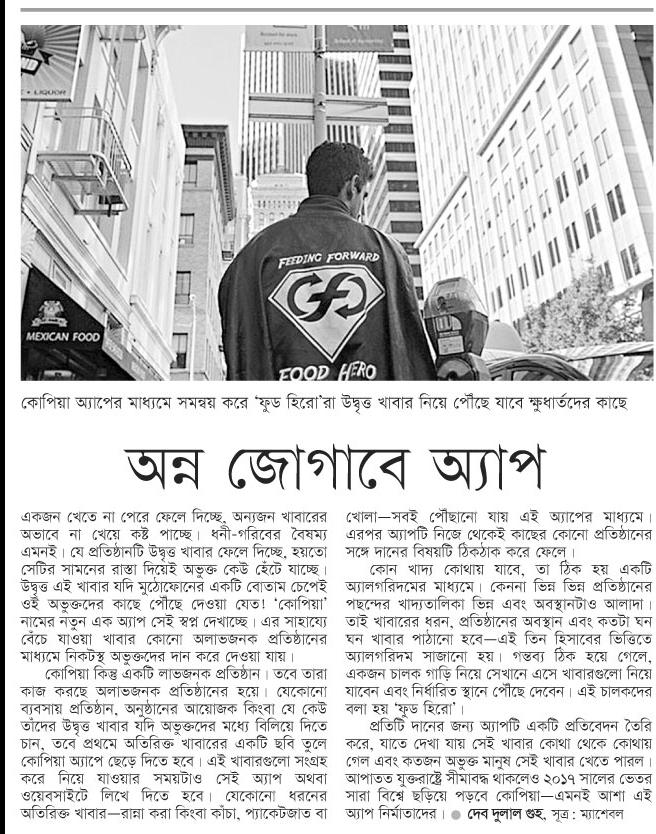 LIQUOR
MEXICAN FOOD
FEEDING FORWARD
FOOD HERO
কোপিয়া অ্যাপের মাধ্যমে সমন্বয় করে ‘ফুড হিরো’রা উদ্বৃত্ত খাবার নিয়ে পৌঁছে যাবে ক্ষুধার্তদের কাছে
অন্ন জোগাবে অ্যাপ
একজন খেতে না পেরে ফেলে দিচ্ছে, অন্যজন খাবারের
অভাবে না খেয়ে কষ্ট পাচ্ছে। ধনী-গরিবের বৈষম্য
এমনই। যে প্রতিষ্ঠানটি উদ্বৃত্ত খাবার ফেলে দিচ্ছে, হয়তো
সেটির সামনের রাস্তা দিয়েই অভুক্ত কেউ হেঁটে যাচ্ছে।
উদ্বৃত্ত এই খাবার যদি মুঠোফোনের একটি বোতাম চেপেই
ওই অভুক্তদের কাছে পৌঁছে দেওয়া যেত! ‘কোপিয়া’
নামের নতুন এক অ্যাপ সেই স্বপ্ন দেখাচ্ছে। এর সাহায্যে
বেঁচে যাওয়া খাবার কোনো অলাভজনক প্রতিষ্ঠানের
মাধ্যমে নিকটস্থ অভুক্তদের দান করে দেওয়া যায়।
কোপিয়া কিন্তু একটি লাভজনক প্রতিষ্ঠান। তবে তারা
কাজ করছে অলাভজনক প্রতিষ্ঠানের হয়ে। যেকোনো
ব্যবসায় প্রতিষ্ঠান, অনুষ্ঠানের আয়োজক কিংবা যে কেউ
তাঁদের উদ্বৃত্ত খাবার যদি অভুক্তদের মধ্যে বিলিয়ে দিতে
চান, তবে প্রথমে অতিরিক্ত খাবারের একটি ছবি তুলে
কোপিয়া অ্যাপে ছেড়ে দিতে হবে। এই খাবারগুলো সংগ্রহ
করে নিয়ে যাওয়ার সময়টাও সেই অ্যাপ অথবা
ওয়েবসাইটে লিখে দিতে হবে। যেকোনো ধরনের
অতিরিক্ত খাবার—রান্না করা কিংবা কাঁচা, প্যাকেটজাত বা
খোলা—সবই পৌঁছানো যায় এই অ্যাপের মাধ্যমে।
এরপর অ্যাপটি নিজে থেকেই কাছের কোনো প্রতিষ্ঠানের
সঙ্গে দানের বিষয়টি ঠিকঠাক করে ফেলে।
কোন খাদ্য কোথায় যাবে, তা ঠিক হয় একটি
অ্যালগরিদমের মাধ্যমে। কেননা ভিন্ন ভিন্ন প্রতিষ্ঠানের
পছন্দের খাদ্যতালিকা ভিন্ন এবং অবস্থানটাও আলাদা।
তাই খাবারের ধরন, প্রতিষ্ঠানের অবস্থান এবং কতটা ঘন
ঘন খাবার পাঠানো হবে—এই তিন হিসাবের ভিত্তিতে
অ্যালগরিদম সাজানো হয়। গন্তব্য ঠিক হয়ে গেলে,
একজন চালক গাড়ি নিয়ে সেখানে এসে খাবারগুলো নিয়ে
যাবেন এবং নির্ধারিত স্থানে পৌঁছে দেবেন। এই চালকদের
বলা হয় ‘ফুড হিরো’।
প্রতিটি দানের জন্য অ্যাপটি একটি প্রতিবেদন তৈরি
করে, যাতে দেখা যায় সেই খাবার কোথা থেকে কোথায়
গেল এবং কতজন অভুক্ত মানুষ সেই খাবার খেতে পারল।
আপাতত যুক্তরাষ্ট্রে সীমাবদ্ধ থাকলেও ২০১৭ সালের ভেতর
সারা বিশ্বে ছড়িয়ে পড়বে কোপিয়া—এমনই আশা এই
অ্যাপ নির্মাতাদের। ● দেব দুলাল গুহ, সূত্র: ম্যাশেবল